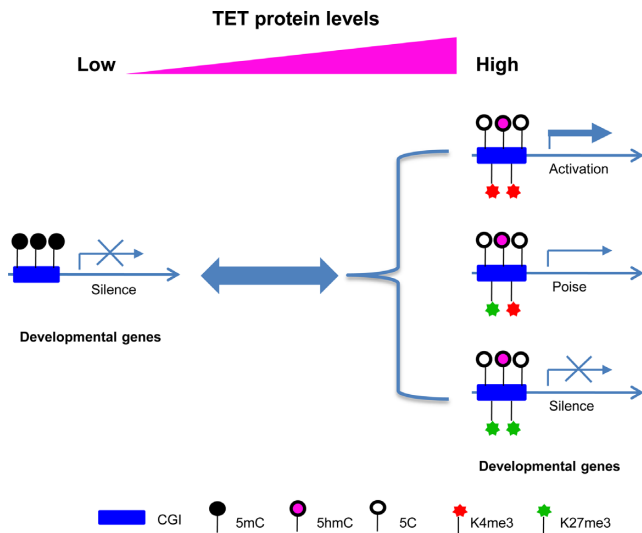 TET protein levels
Low
High
Activation
Silence
Poise
Developmental genes
Silence
Developmental genes
CGI
5mC
5hmC
5C
K4me3
K27me3